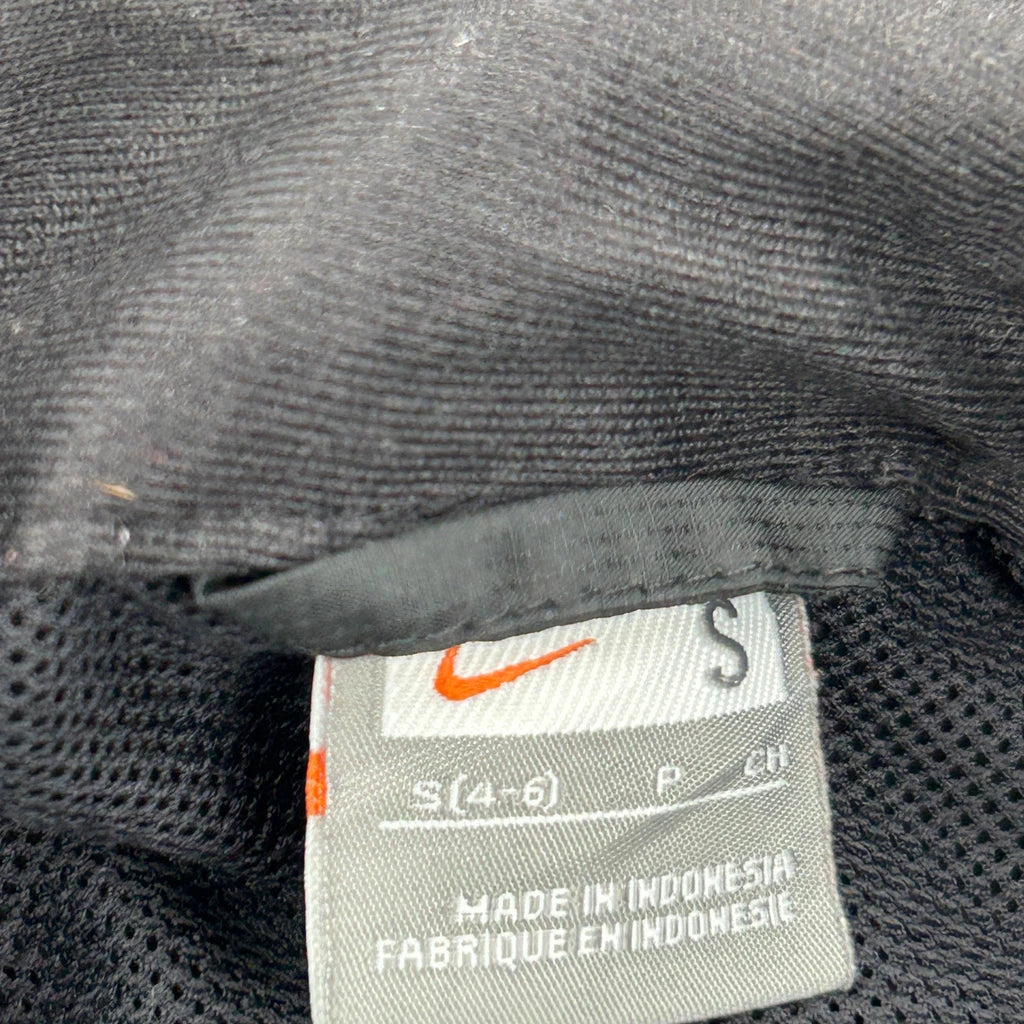 S
S(4-6) P CH
MADE IN INDONESIA
FABRIQUE EN INDONESIE